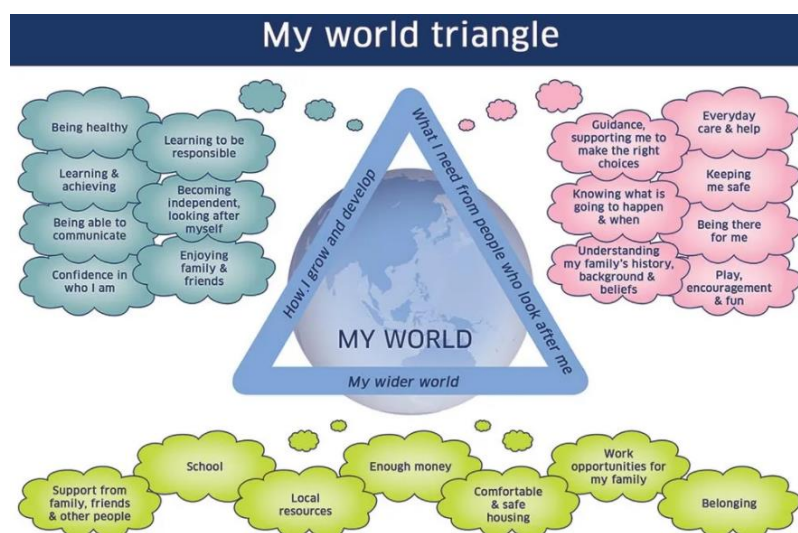 My world triangle
Being healthy
Learning to be
responsible
Learning &
achieving
Becoming
independent,
looking after
myself
Being able to
communicate
Enjoying
family &
friends
Confidence in
who I am
How I grow and develop
What I need from people who look after me
My wider world
MY WORLD
Guidance,
supporting me to
make the right
choices
Everyday
care & help
Knowing what is
going to happen
& when
Keeping
me safe
Understanding
my family's history,
background &
beliefs
Being there
for me
Play,
encouragement
& fun
Support from
family, friends
& other people
School
Local
resources
Enough money
Comfortable
& safe
housing
Work
opportunities for
my family
Belonging